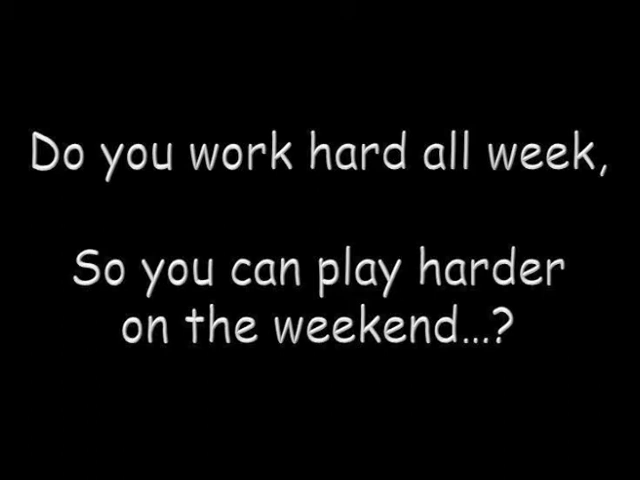 Do you work hard all week,
So you can play harder
on the weekend...?